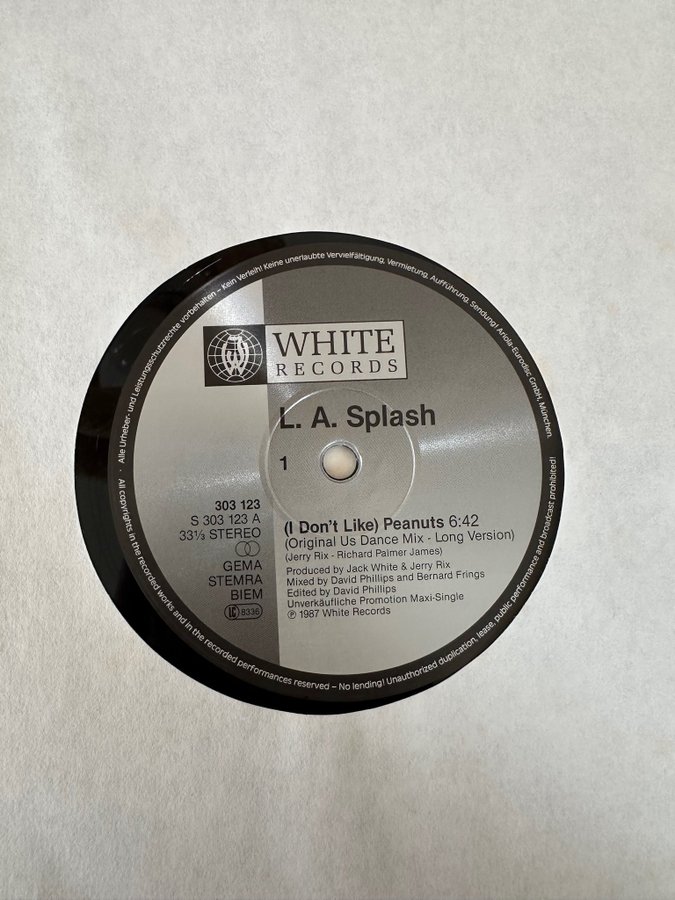 Alle Urheber- und Leistungsschutzrechte vorbehalten – Kein Verleih! Keine unerlaubte Vervielfältigung, Vermietung, Aufführung, Sendung! Ariola-Eurodisc GmbH, München.
WHITE
RECORDS
L. A. Splash
1
303 123
S 303 123 A
33⅓ STEREO
GEMA
STEMRA
BIEM
LC 8336
(I Don't Like) Peanuts 6:42
(Original Us Dance Mix - Long Version)
(Jerry Rix - Richard Palmer James)
Produced by Jack White & Jerry Rix
Mixed by David Phillips and Bernard Frings
Edited by David Phillips
Unverkäufliche Promotion Maxi-Single
℗ 1987 White Records
· All copyrights in the recorded works and in the recorded performances reserved – No lending! Unauthorized duplication, lease, public performance and broadcast prohibited!